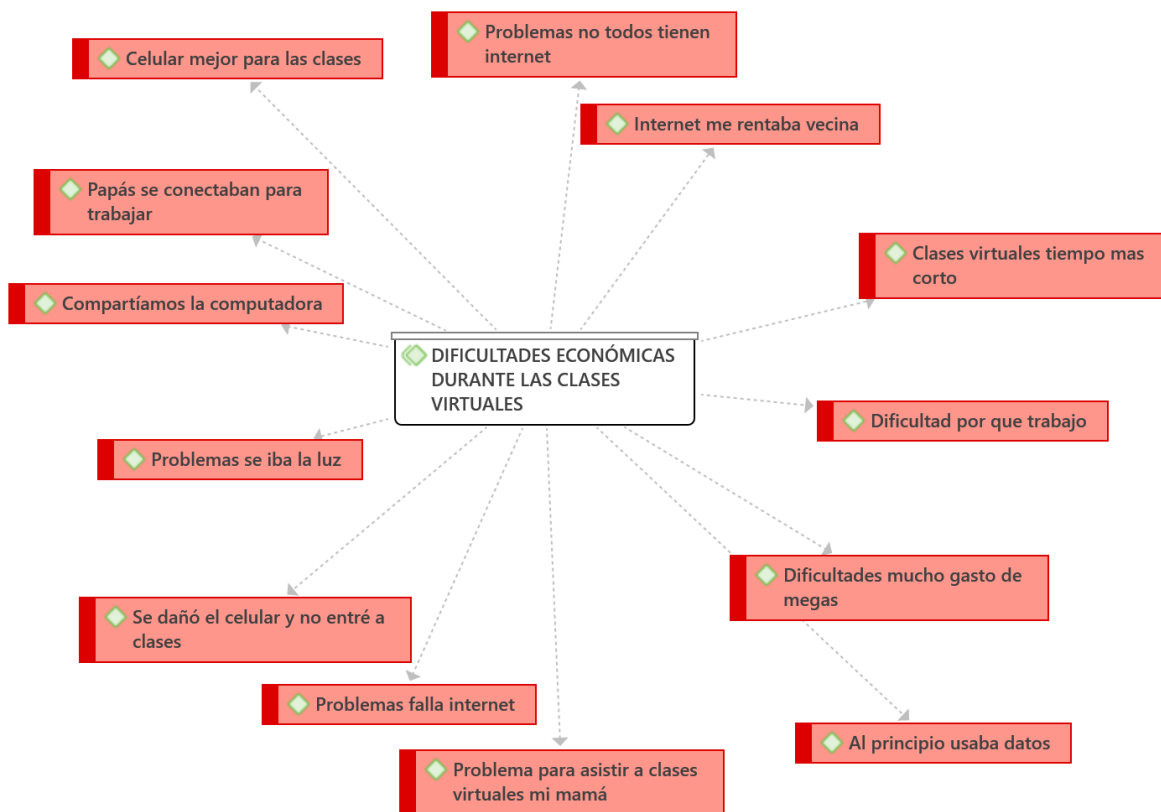 Problemas no todos tienen
internet
Celular mejor para las clases
Internet me rentaba vecina
Papás se conectaban para
trabajar
Clases virtuales tiempo mas
corto
Compartíamos la computadora
DIFICULTADES ECONÓMICAS
DURANTE LAS CLASES
VIRTUALES
Dificultad por que trabajo
Problemas se iba la luz
Dificultades mucho gasto de
megas
Se dañó el celular y no entré a
clases
Problemas falla internet
Al principio usaba datos
Problema para asistir a clases
virtuales mi mamá